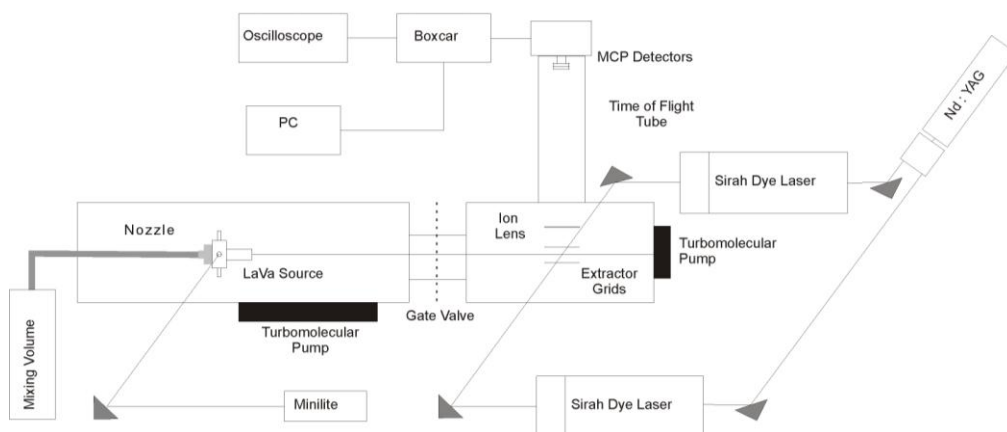 Oscilloscope
Boxcar
MCP Detectors
PC
Time of Flight
Tube
Nd : YAG
Sirah Dye Laser
Nozzle
Ion
Lens
LaVa Source
Extractor
Grids
Turbomolecular
Pump
Gate Valve
Turbomolecular
Pump
Mixing Volume
Minilite
Sirah Dye Laser